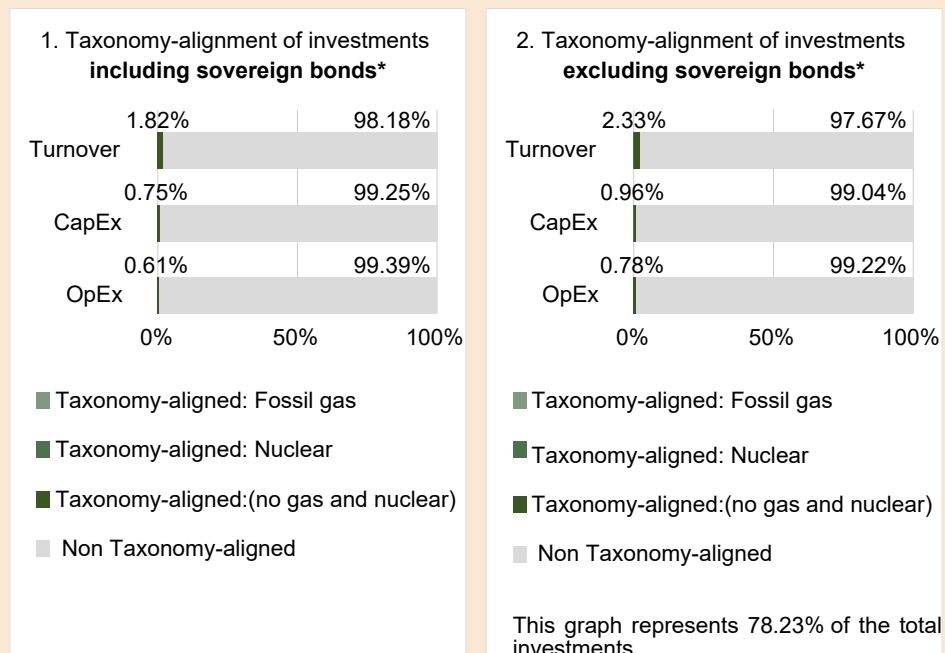 1. Taxonomy-alignment of investments
including sovereign bonds*
1.82% 98.18%
Turnover
0.75% 99.25%
CapEx
0.61% 99.39%
OpEx
0% 50% 100%
Taxonomy-aligned: Fossil gas
Taxonomy-aligned: Nuclear
Taxonomy-aligned:(no gas and nuclear)
Non Taxonomy-aligned
2. Taxonomy-alignment of investments
excluding sovereign bonds*
2.33% 97.67%
Turnover
0.96% 99.04%
CapEx
0.78% 99.22%
OpEx
0% 50% 100%
Taxonomy-aligned: Fossil gas
Taxonomy-aligned: Nuclear
Taxonomy-aligned:(no gas and nuclear)
Non Taxonomy-aligned
This graph represents 78.23% of the total
investments